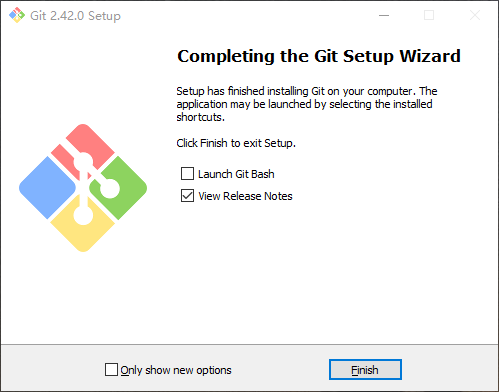 Git 2.42.0 Setup
Completing the Git Setup Wizard
Setup has finished installing Git on your computer. The
application may be launched by selecting the installed
shortcuts.
Click Finish to exit Setup.
Launch Git Bash
View Release Notes
Only show new options
Finish